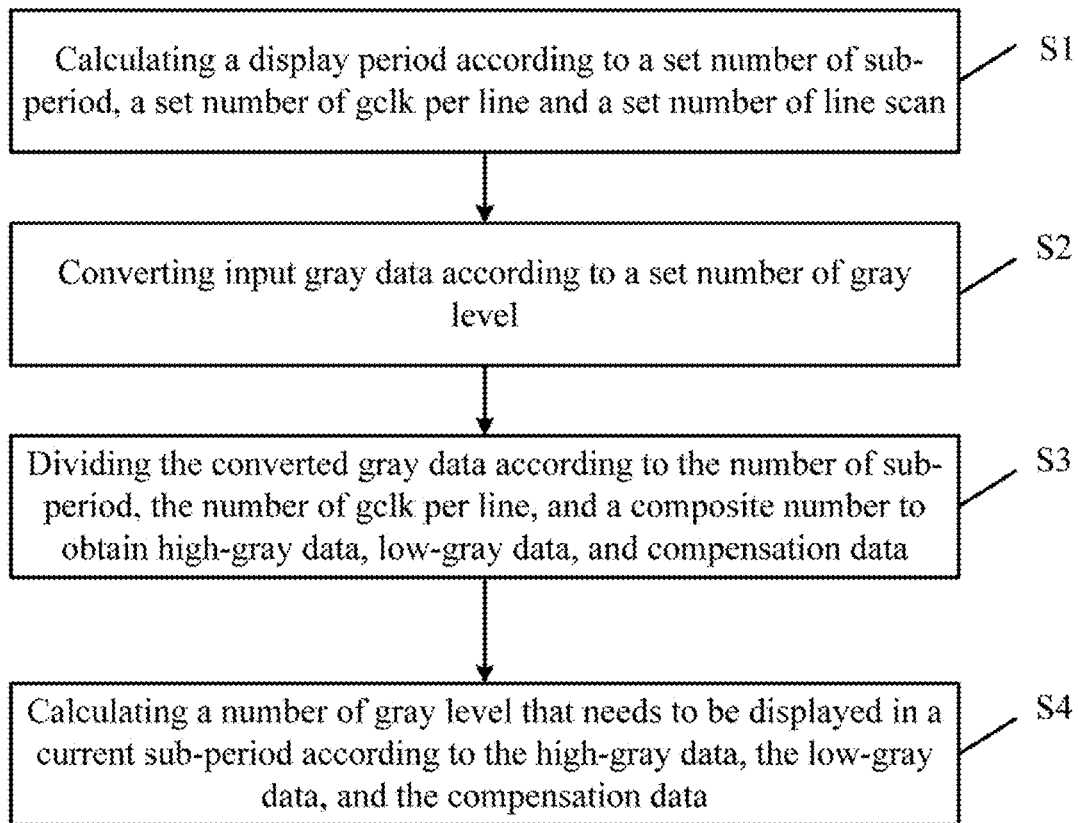 Calculating a display period according to a set number of sub-
period, a set number of gclk per line and a set number of line scan
S1
Converting input gray data according to a set number of gray
level
S2
Dividing the converted gray data according to the number of sub-
period, the number of gclk per line, and a composite number to
obtain high-gray data, low-gray data, and compensation data
S3
Calculating a number of gray level that needs to be displayed in a
current sub-period according to the high-gray data, the low-gray
data, and the compensation data
S4